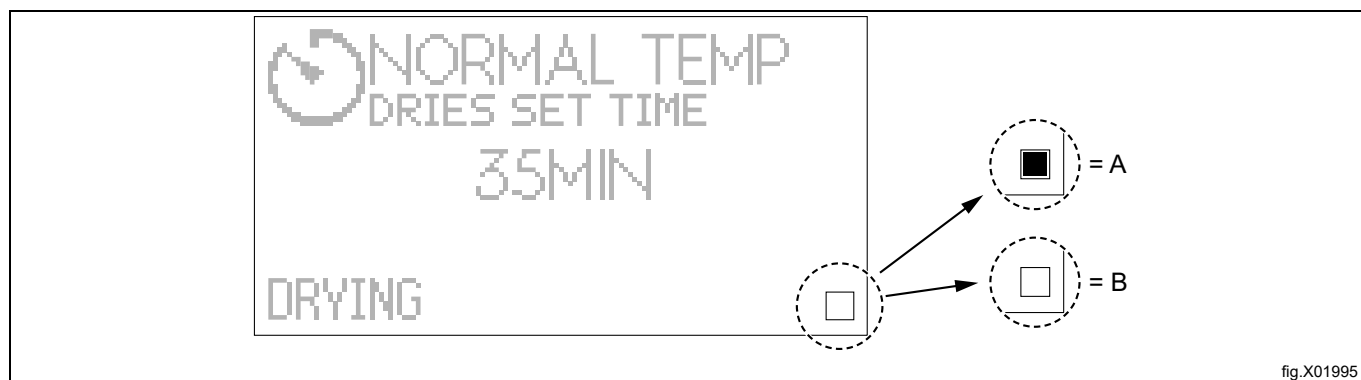 NORMAL TEMP
DRIES SET TIME
35MIN
DRYING
= A
= B
fig.X01995